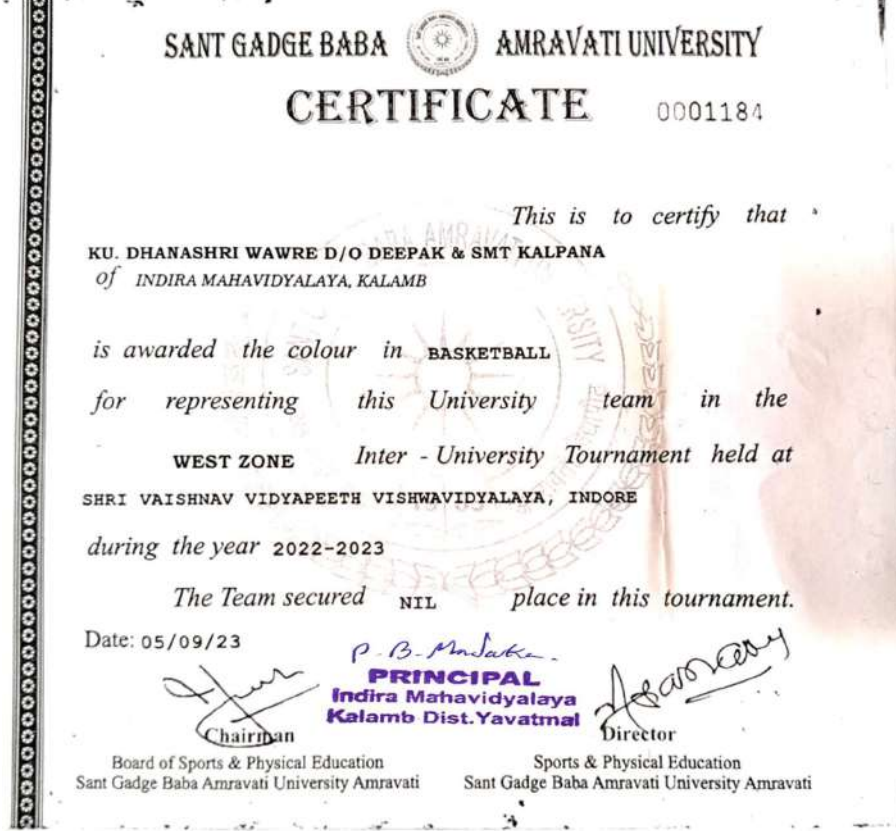 SANT GADGE BABA AMRAVATI UNIVERSITY
CERTIFICATE 0001184
This is to certify that
KU. DHANASHRI WAWRE D/O DEEPAK & SMT KALPANA
of INDIRA MAHAVIDYALAYA, KALAMB
is awarded the colour in BASKETBALL
for representing this University team in the
WEST ZONE Inter - University Tournament held at
SHRI VAISHNAV VIDYAPEETH VISHWAVIDYALAYA, INDORE
during the year 2022-2023
The Team secured NIL place in this tournament.
Date: 05/09/23
PRINCIPAL
Indira Mahavidyalaya
Kalamb Dist.Yavatmal
Chairman
Board of Sports & Physical Education
Sant Gadge Baba Amravati University Amravati
Director
Sports & Physical Education
Sant Gadge Baba Amravati University Amravati